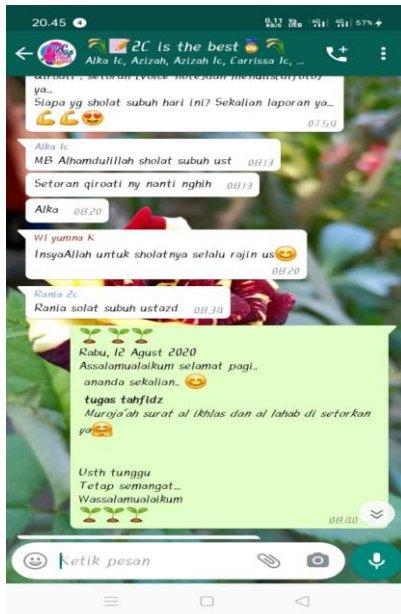 20.45
57%
2C is the best
Alka Ic, Azizah, Azizah Ic, Carrissa Ic, ...
ya...
Siapa yg sholat subuh hari ini? Sekalian laporan ya...
07.50
Alka Ic
MB Alhamdulillah sholat subuh ust 08.13
Setoran qiroati ny nanti nghih 08.13
Alka 08.20
WI yumna K
InsyaAllah untuk sholatnya selalu rajin us
08.20
Rania 2c
Rania solat subuh ustazd 08.34
Rabu, 12 Agust 2020
Assalamualaikum selamat pagi..
ananda sekalian..
tugas tahfidz
Muroja'ah surat al ikhlas dan al lahab di setorkan
ya
Usth tunggu
Tetap semangat...
Wassalamualaikum
08.40
Ketik pesan